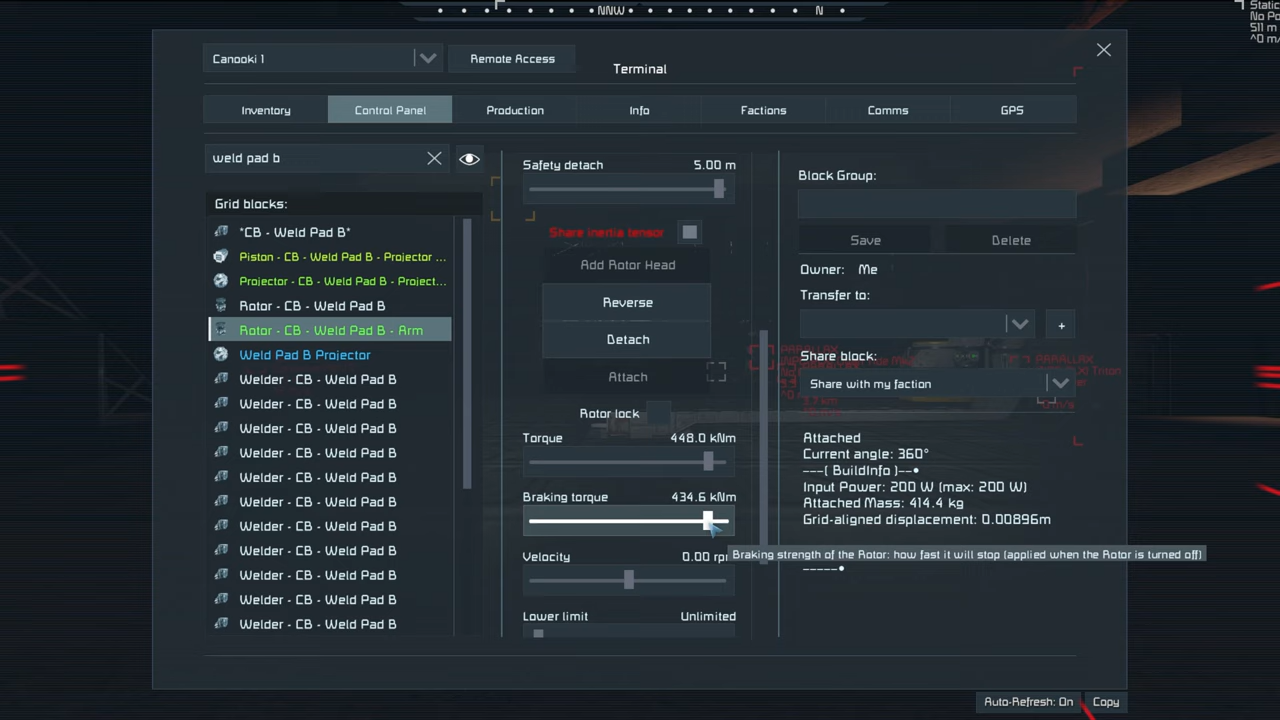 NNW
N
Static
No Po
511 m
^0 m/
Canooki 1
Remote Access
Terminal
Inventory
Control Panel
Production
Info
Factions
Comms
GPS
weld pad b
Grid blocks:
*CB - Weld Pad B*
Piston - CB - Weld Pad B - Projector ...
Projector - CB - Weld Pad B - Project...
Rotor - CB - Weld Pad B
Rotor - CB - Weld Pad B - Arm
Weld Pad B Projector
Welder - CB - Weld Pad B
Welder - CB - Weld Pad B
Welder - CB - Weld Pad B
Welder - CB - Weld Pad B
Welder - CB - Weld Pad B
Welder - CB - Weld Pad B
Welder - CB - Weld Pad B
Welder - CB - Weld Pad B
Welder - CB - Weld Pad B
Welder - CB - Weld Pad B
Welder - CB - Weld Pad B
Safety detach 5.00 m
Share inertia tensor
Add Rotor Head
Reverse
Detach
Attach
Rotor lock
Torque 448.0 kNm
Braking torque 434.6 kNm
Velocity 0.00 rpm
Braking strength of the Rotor: how fast it will stop (applied when the Rotor is turned off)
Lower limit Unlimited
Block Group:
Save Delete
Owner: Me
Transfer to:
+
Share block:
Share with my faction
Attached
Current angle: 360°
---( BuildInfo )--•
Input Power: 200 W (max: 200 W)
Attached Mass: 414.4 kg
Grid-aligned displacement: 0.00896m
-----•
Auto-Refresh: On
Copy